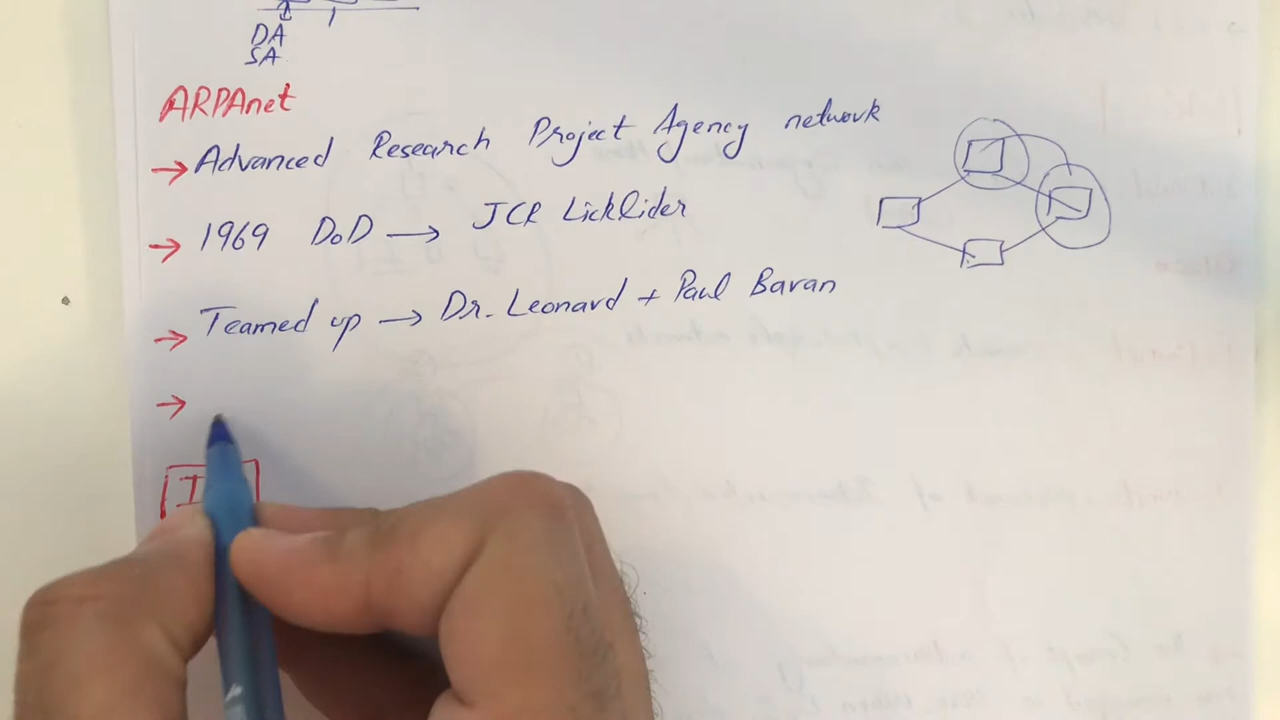 DA
SA
ARPAnet
→ Advanced Research Project Agency network
→ 1969 DoD → JCR Licklider
→ Teamed up → Dr. Leonard + Paul Baran
→